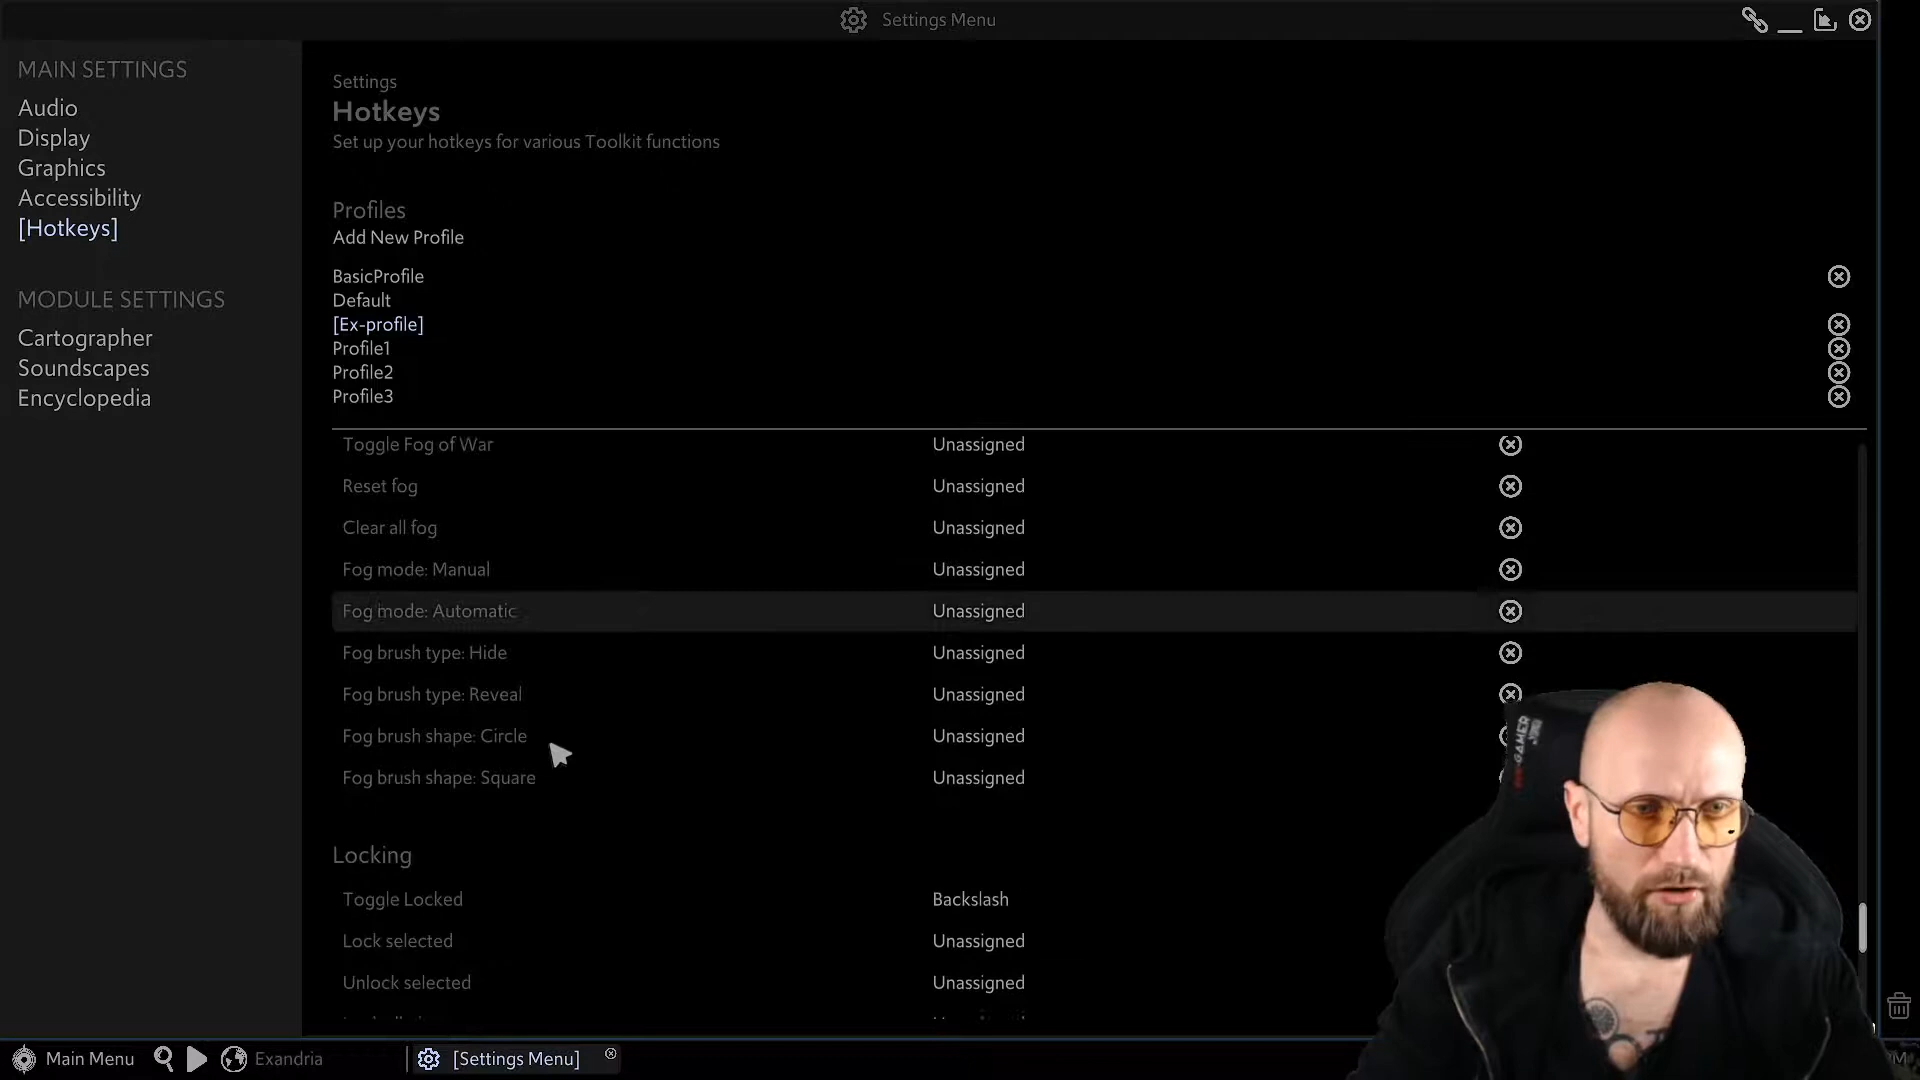 Settings Menu
MAIN SETTINGS
Audio
Display
Graphics
Accessibility
[Hotkeys]
MODULE SETTINGS
Cartographer
Soundscapes
Encyclopedia
Settings
Hotkeys
Set up your hotkeys for various Toolkit functions
Profiles
Add New Profile
BasicProfile
Default
[Ex-profile]
Profile1
Profile2
Profile3
Toggle Fog of War Unassigned
Reset fog Unassigned
Clear all fog Unassigned
Fog mode: Manual Unassigned
Fog mode: Automatic Unassigned
Fog brush type: Hide Unassigned
Fog brush type: Reveal Unassigned
Fog brush shape: Circle Unassigned
Fog brush shape: Square Unassigned
Locking
Toggle Locked Backslash
Lock selected Unassigned
Unlock selected Unassigned
Main Menu Exandria [Settings Menu]